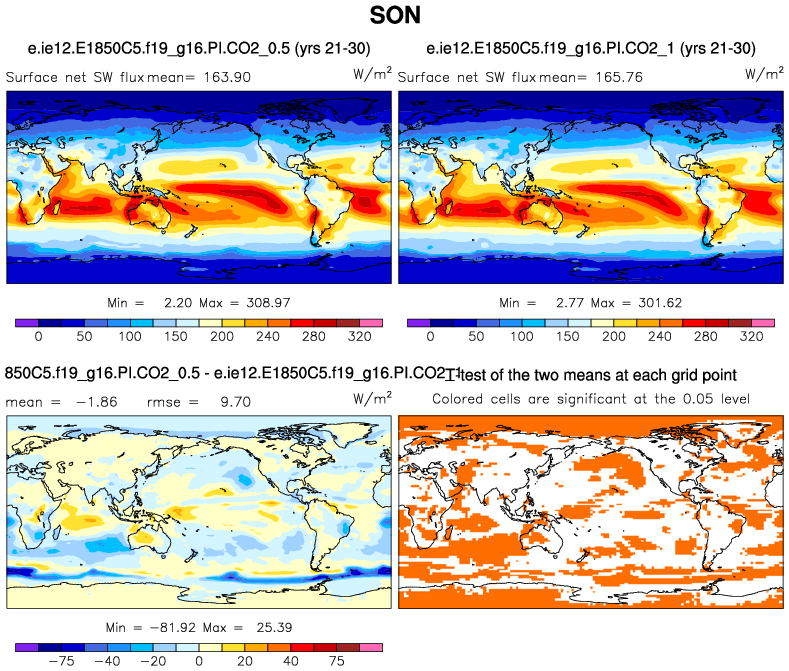 SON
e.ie12.E1850C5.f19_g16.PI.CO2_0.5 (yrs 21-30)
Surface net SW flux mean= 163.90 W/m2
0 50 100 150 200 240 280 320
Min = 2.20 Max = 308.97
e.ie12.E1850C5.f19_g16.PI.CO2_1 (yrs 21-30)
Surface net SW flux mean= 165.76 W/m2
Min = 2.77 Max = 301.62
0 50 100 150 200 240 280 320
850C5.f19_g16.PI.CO2_0.5 - e.ie12.E1850C5.f19_g16.PI.CO2_1
mean = −1.86 rmse = 9.70 W/m2
Min = −81.92 Max = 25.39
−75 −40 −20 0 20 40 75
T-test of the two means at each grid point
Colored cells are significant at the 0.05 level